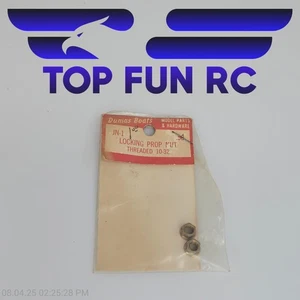 TOP FUN RC
Dumas Boats
MODEL PARTS
& HARDWARE
LOCKING PROP NUT
THREADED 10-32
05.04.25 02:25:28 PM